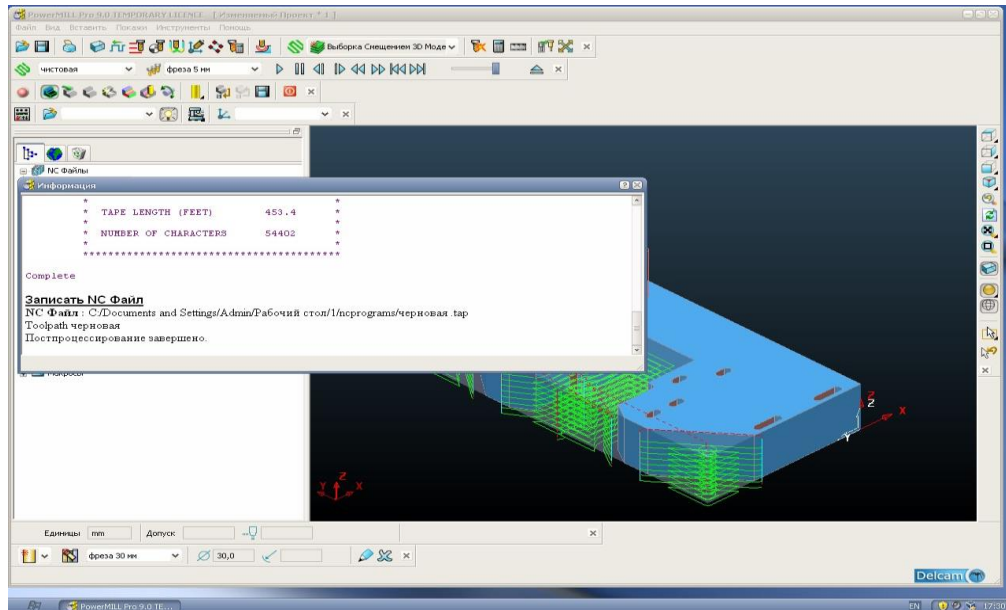 PowerMILL Pro 9.0 TEMPORARY LICENCE [ Измененный Проект * 1 ]
Файл Вид Вставить Показжи Инструменты Помощь
Выборка Смещением 3D Моде
чистовая фреза 5 мм
NC Файлы
Информация
* *
* TAPE LENGTH (FEET) 453.4 *
* *
* NUMBER OF CHARACTERS 54402 *
* *
Complete
Записать NC Файл
NC Файл : C:/Documents and Settings/Admin/Рабочий стол/1/ncprograms/черновая .tap
Toolpath черновая
Постпроцессирование завершено.
Макросы
Z
Z X
Y
Z
Y X
Единицы mm Допуск
фреза 30 мм 30,0
Delcam
PowerMILL Pro 9.0 TE... EN 17:30